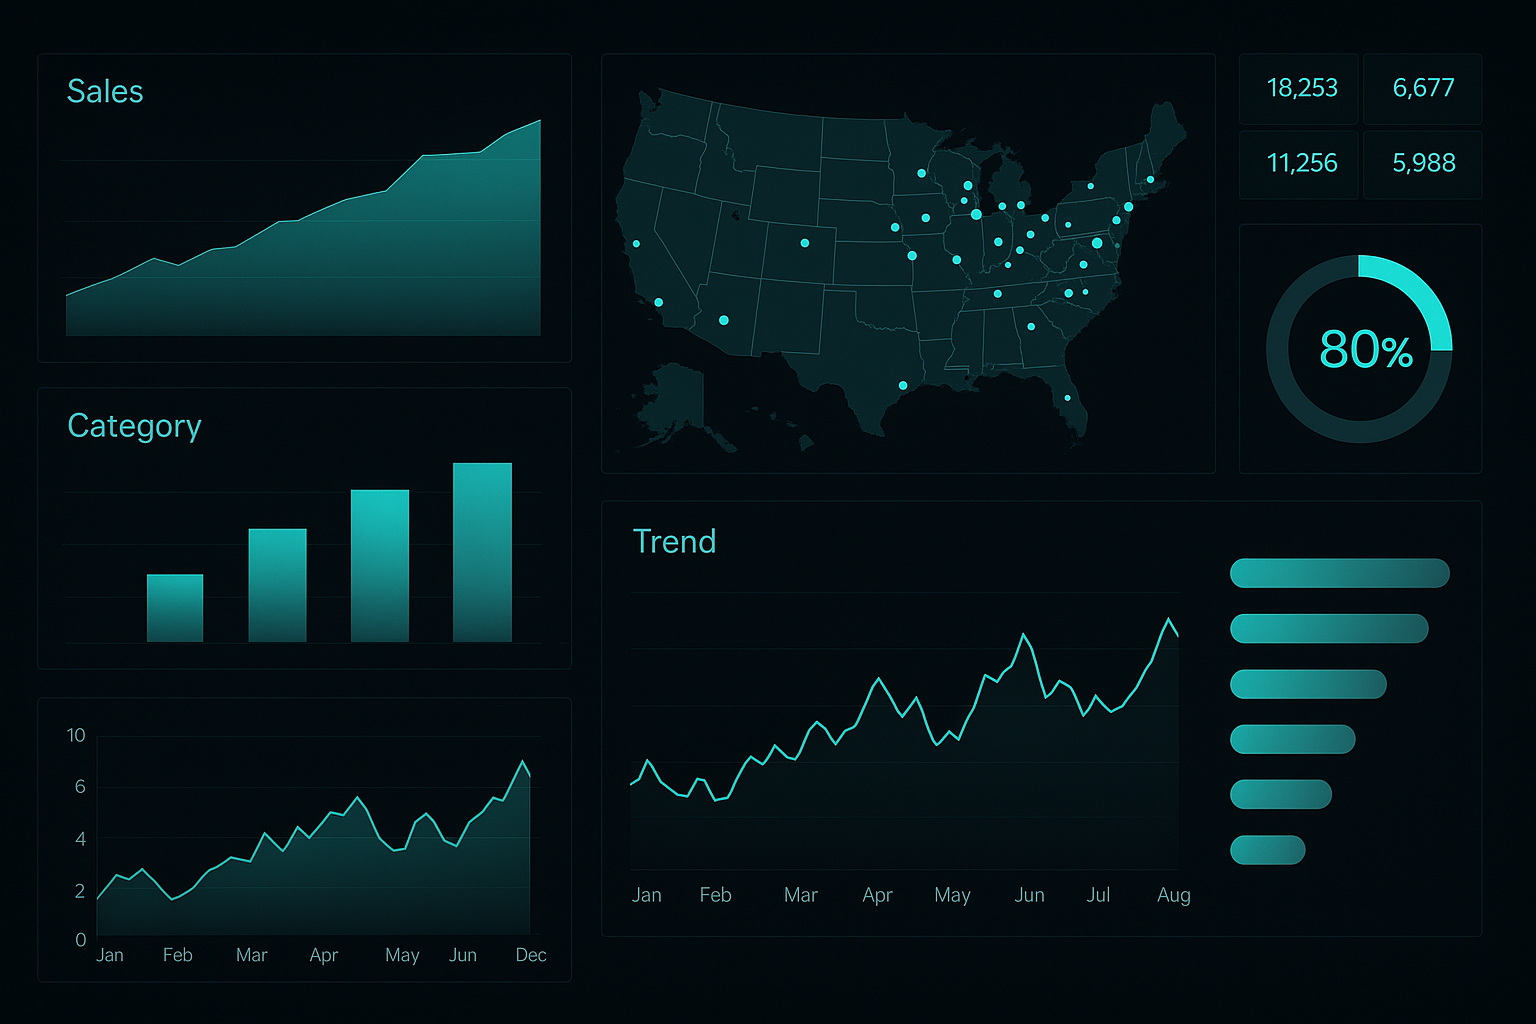 Sales
Category
10
6
4
2
0
Jan Feb Mar Apr May Jun Dec
18,253 6,677
11,256 5,988
80%
Trend
Jan Feb Mar Apr May Jun Jul Aug